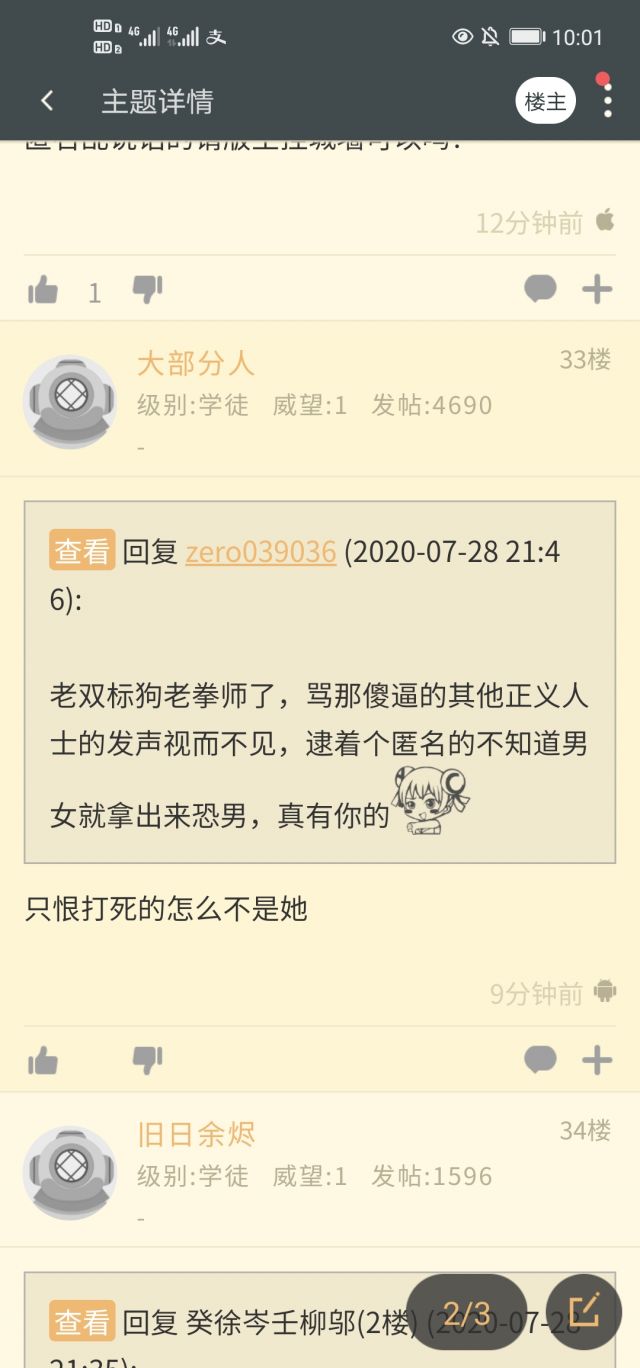 HD 1 4G 4G 支 10:01
HD 2
主题详情
楼主
12分钟前
1
大部分人 33楼
级别:学徒 威望:1 发帖:4690
-
查看 回复 zero039036 (2020-07-28 21:4
6):
老双标狗老拳师了，骂那傻逼的其他正义人
士的发声视而不见，逮着个匿名的不知道男
女就拿出来恐男，真有你的
只恨打死的怎么不是她
9分钟前
旧日余烬 34楼
级别:学徒 威望:1 发帖:1596
-
查看 回复 癸徐岑壬柳邬(2楼) (2020-07-28
2/3